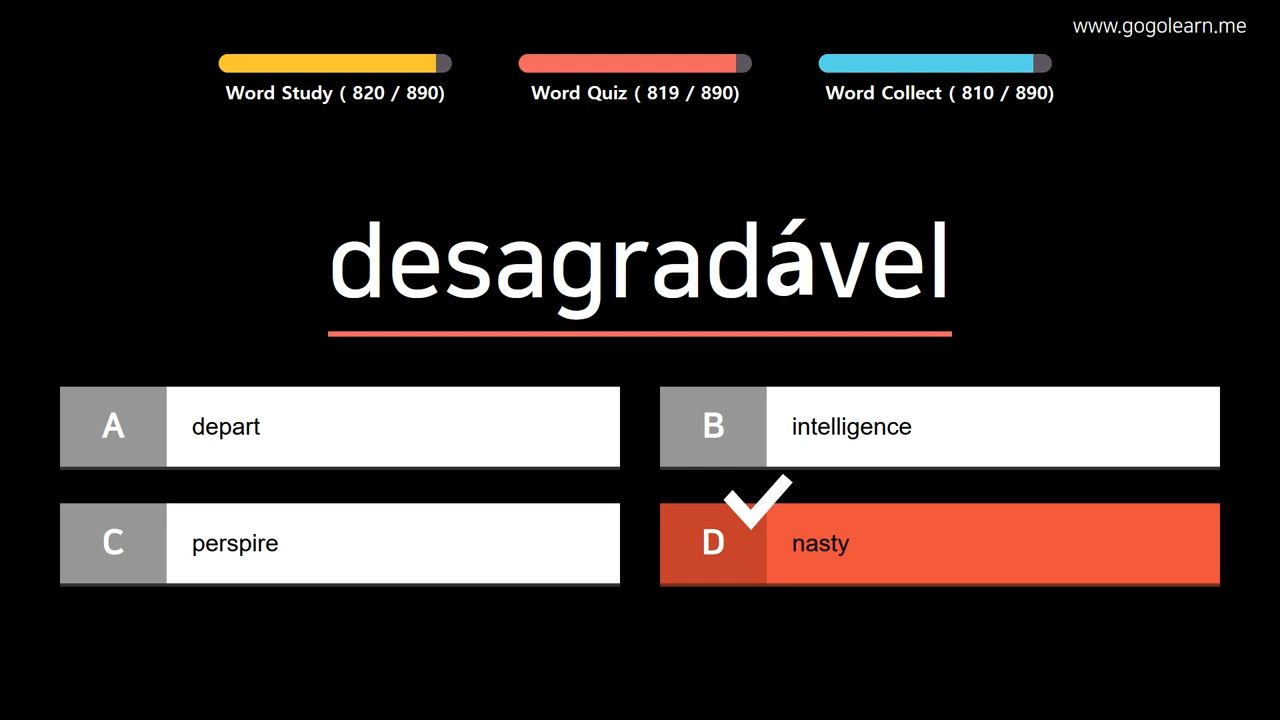 www.gogolearn.me
Word Study ( 820 / 890)
Word Quiz ( 819 / 890)
Word Collect ( 810 / 890)
desagradável
A depart
B intelligence
C perspire
D nasty